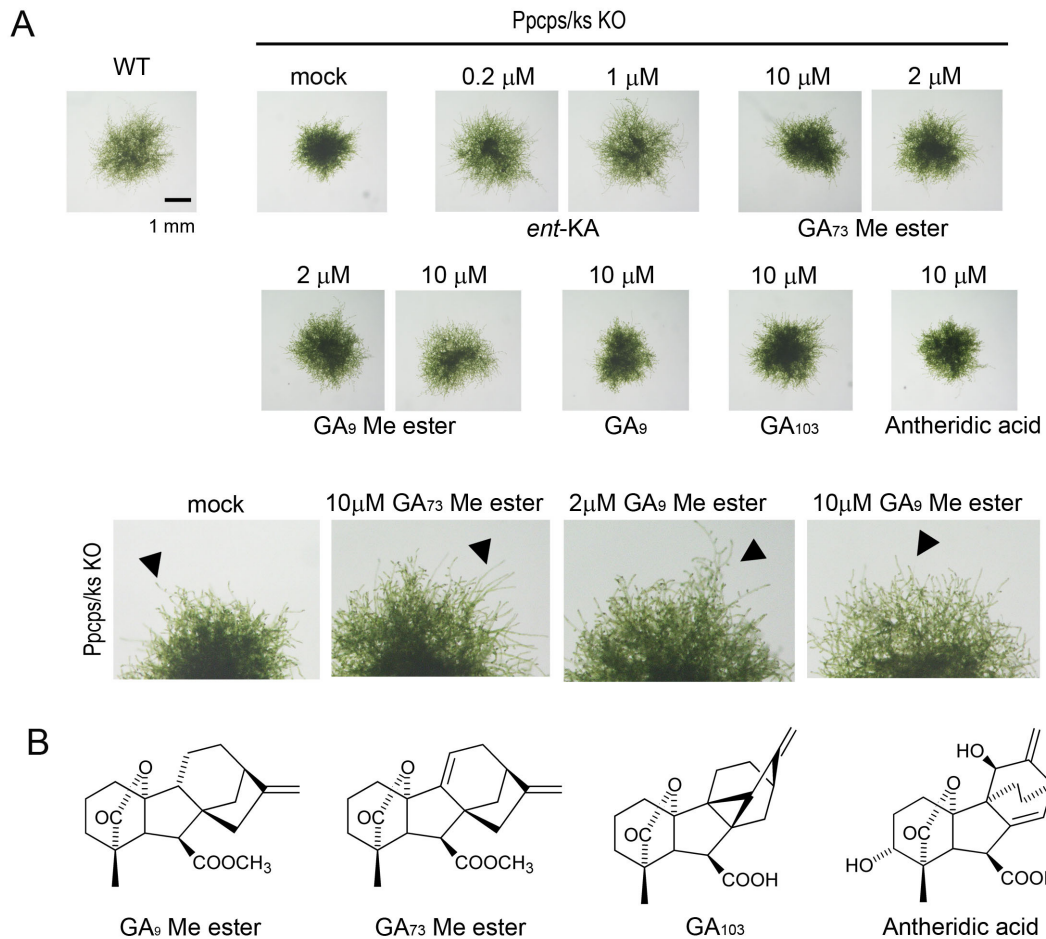 A
Ppcps/ks KO
WT
mock
0.2 μM
1 μM
10 μM
2 μM
1 mm
ent-KA
GA73 Me ester
2 μM
10 μM
10 μM
10 μM
10 μM
GA9 Me ester
GA9
GA103
Antheridic acid
mock
10μM GA73 Me ester
2μM GA9 Me ester
10μM GA9 Me ester
Ppcps/ks KO
B
O
OC
COOCH3
GA9 Me ester
O
OC
COOCH3
GA73 Me ester
O
OC
COOH
GA103
HO
O
OC
HO
COO
Antheridic acid